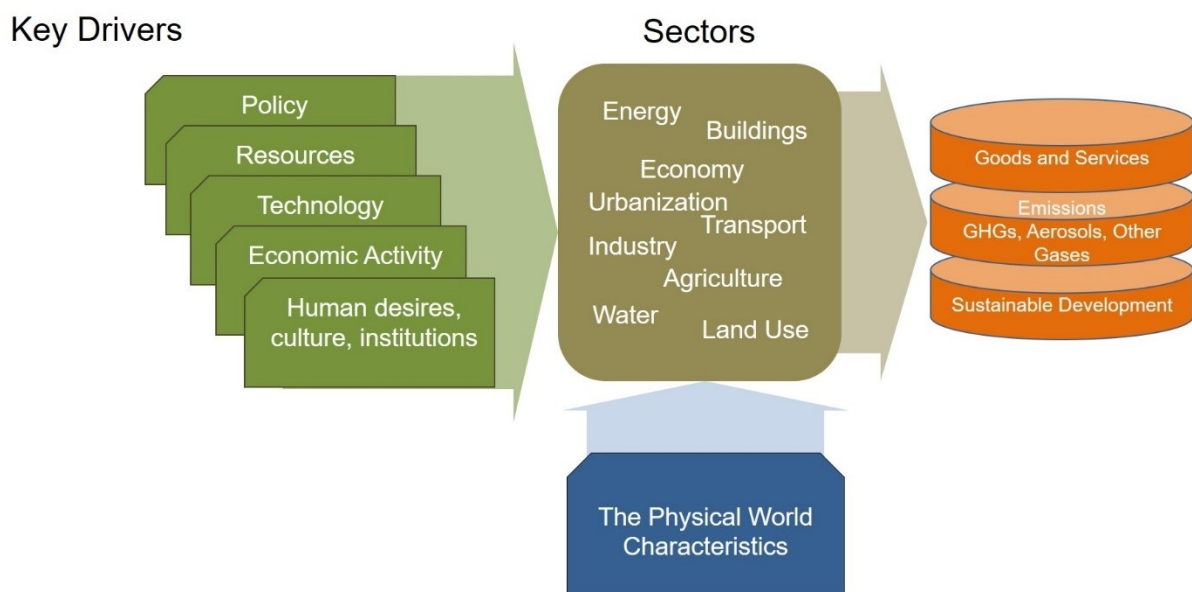 Key Drivers
Sectors
Policy
Resources
Technology
Economic Activity
Human desires,
culture, institutions
Energy
Buildings
Economy
Urbanization
Transport
Industry
Agriculture
Water
Land Use
Goods and Services
Emissions
GHGs, Aerosols, Other
Gases
Sustainable Development
The Physical World
Characteristics